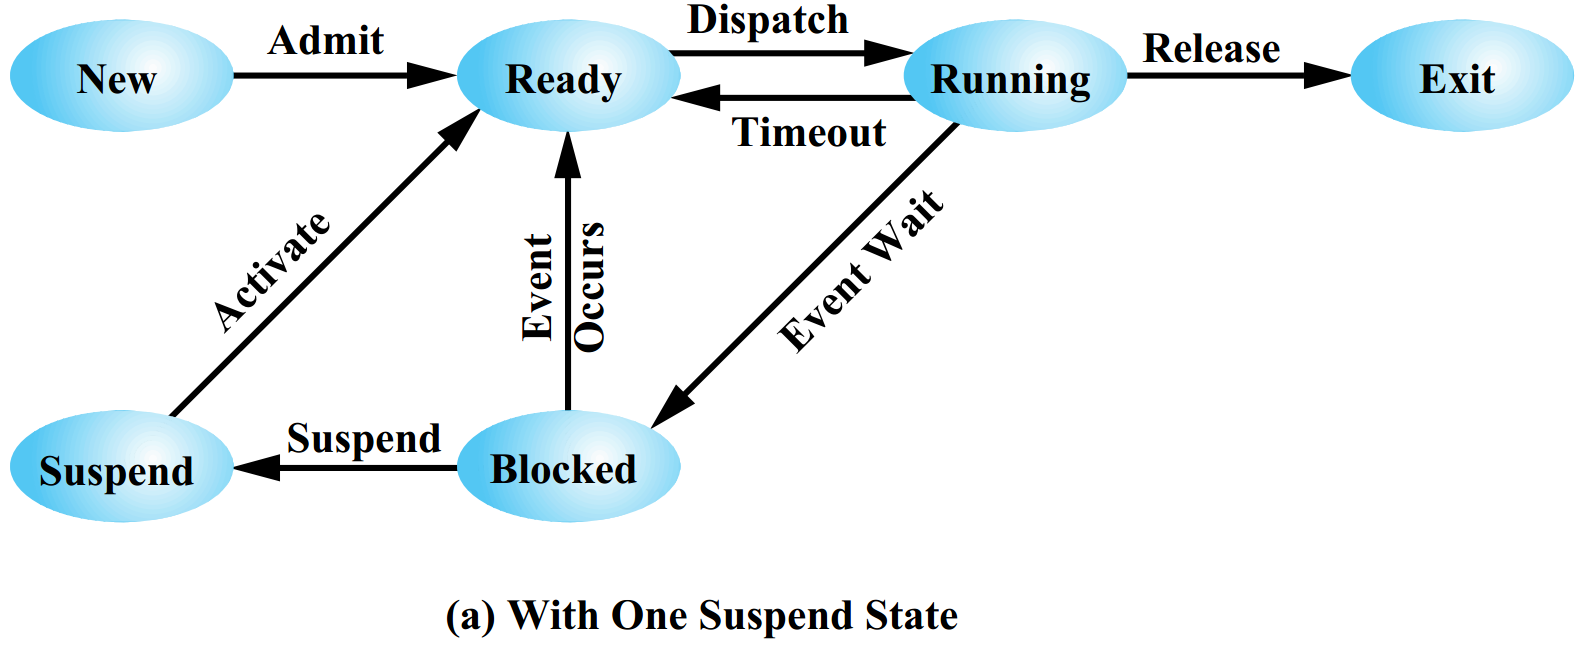 Admit
Dispatch
New
Ready
Running
Release
Exit
Timeout
Activate
Event
Occurs
Event Wait
Suspend
Suspend
Blocked
(a) With One Suspend State